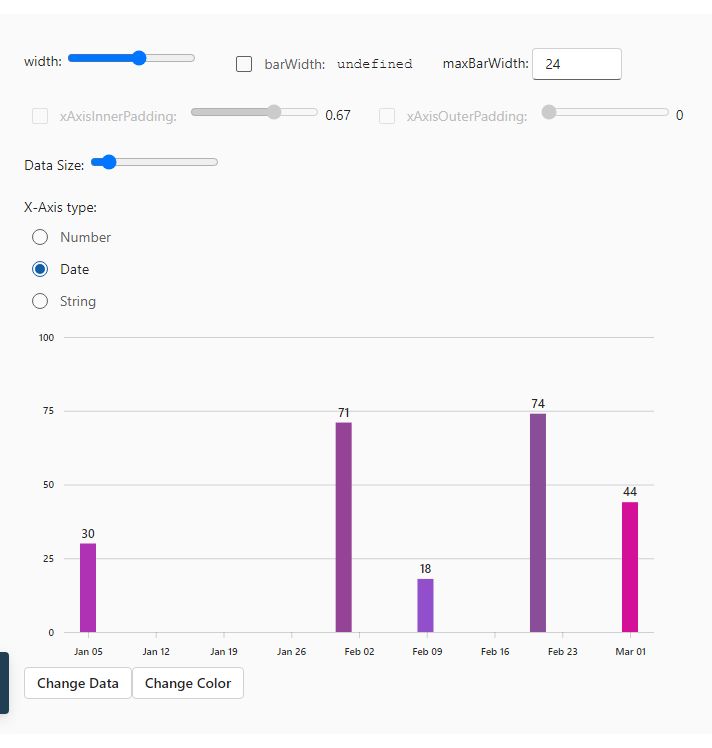 width: barWidth: undefined maxBarWidth: 24
xAxisInnerPadding: 0.67 xAxisOuterPadding: 0
Data Size:
X-Axis type:
Number
Date
String
100
75
50
25
0
30
71
18
74
44
Jan 05 Jan 12 Jan 19 Jan 26 Feb 02 Feb 09 Feb 16 Feb 23 Mar 01
Change Data Change Color